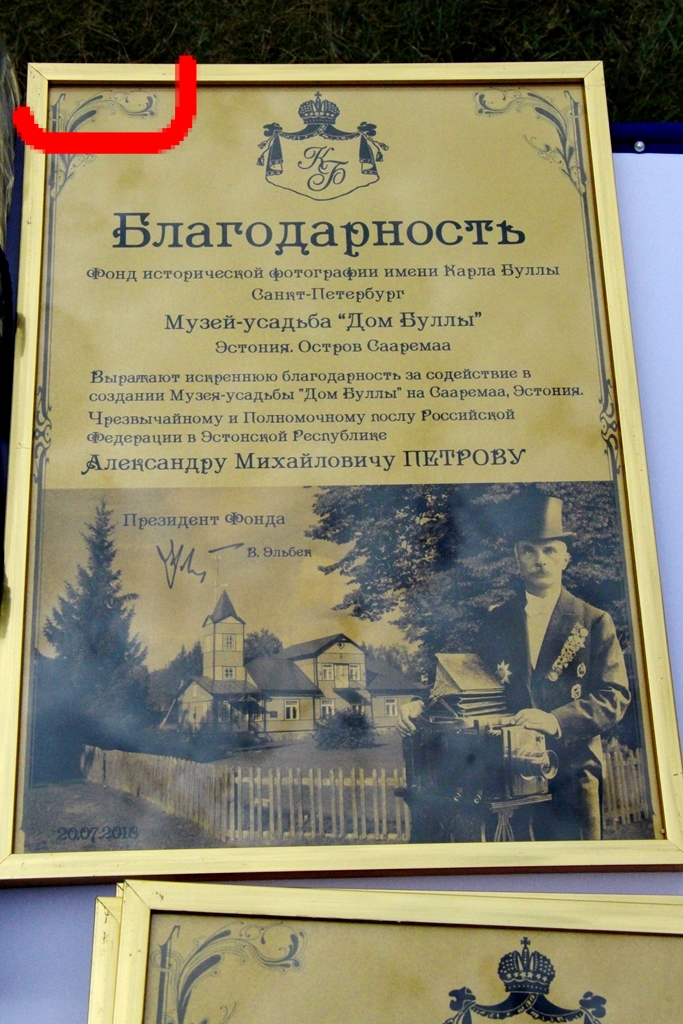 КБ
Благодарность
Фонд исторической фотографии имени Карла Буллы
Санкт-Петербург
Музей-усадьба "Дом Буллы"
Эстония. Остров Сааремаа
Выражают искреннюю благодарность за содействие в
создании Музея-усадьбы "Дом Буллы" на Сааремаа, Эстония.
Чрезвычайному и Полномочному послу Российской
Федерации в Эстонской Республике
Александру Михайловичу ПЕТРОВУ
Президент Фонда
В. Эльбек
20.07.2018